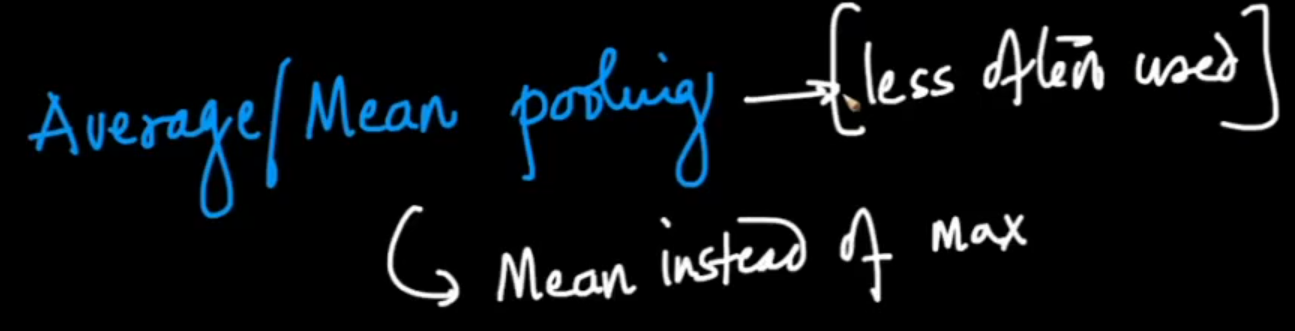 Average/Mean pooling → [less often used]
Mean instead of max